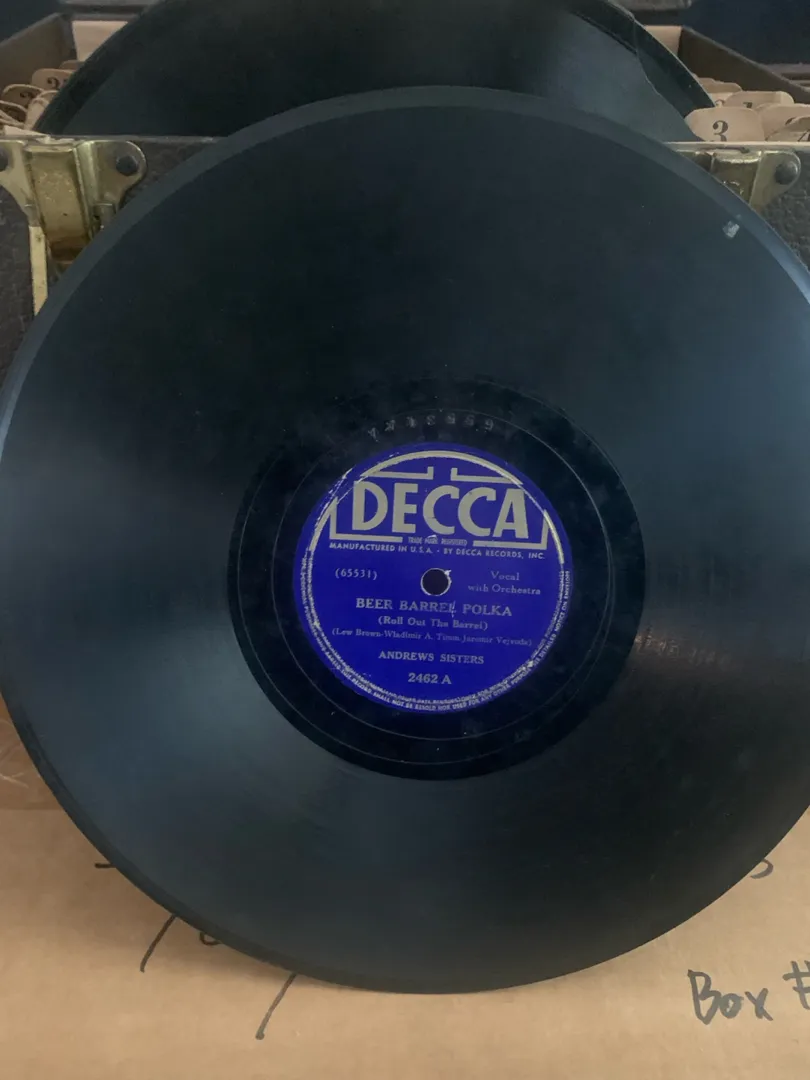 3
DECCA
TRADE MARK REGISTERED
MANUFACTURED IN U.S.A. · BY DECCA RECORDS, INC.
(65531)
Vocal
with Orchestra
BEER BARREL POLKA
(Roll Out The Barrel)
(Lew Brown-Wladimir A. Timm-Jaromir Vejvoda)
ANDREWS SISTERS
2462 A
Box #